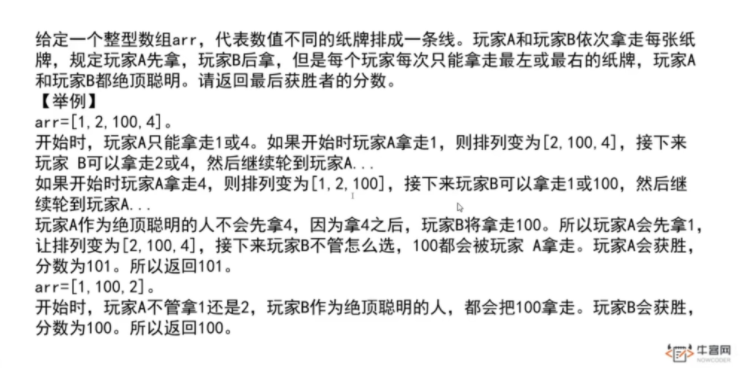 给定一个整型数组arr，代表数值不同的纸牌排成一条线。玩家A和玩家B依次拿走每张纸
牌，规定玩家A先拿，玩家B后拿，但是每个玩家每次只能拿走最左或最右的纸牌，玩家A
和玩家B都绝顶聪明。请返回最后获胜者的分数。
【举例】
arr=[1,2,100,4]。
开始时，玩家A只能拿走1或4。如果开始时玩家A拿走1，则排列变为[2,100,4]，接下来
玩家 B可以拿走2或4，然后继续轮到玩家A...
如果开始时玩家A拿走4，则排列变为[1,2,100]，接下来玩家B可以拿走1或100，然后继
续轮到玩家A...
玩家A作为绝顶聪明的人不会先拿4，因为拿4之后，玩家B将拿走100。所以玩家A会先拿1，
让排列变为[2,100,4]，接下来玩家B不管怎么选，100都会被玩家 A拿走。玩家A会获胜，
分数为101。所以返回101。
arr=[1,100,2]。
开始时，玩家A不管拿1还是2，玩家B作为绝顶聪明的人，都会把100拿走。玩家B会获胜，
分数为100。所以返回100。
牛客网
NOWCODER